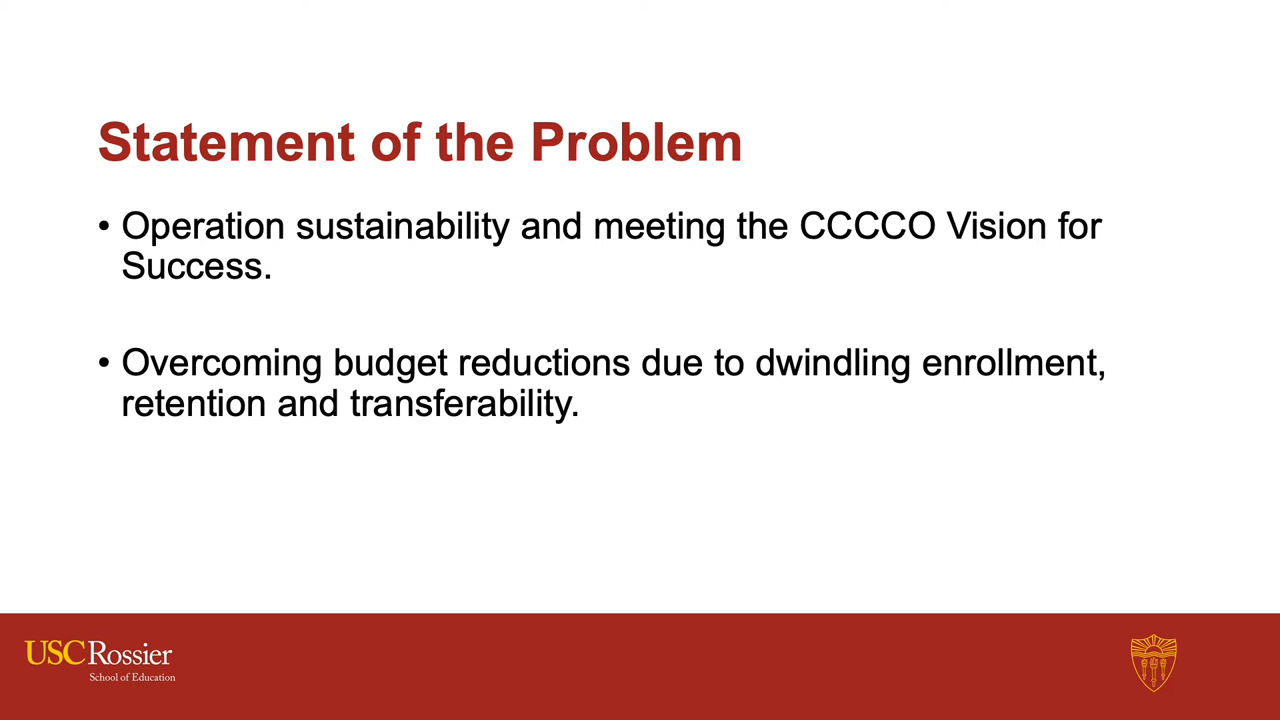 Statement of the Problem
• Operation sustainability and meeting the CCCCO Vision for
Success.
• Overcoming budget reductions due to dwindling enrollment,
retention and transferability.
USC Rossier
School of Education